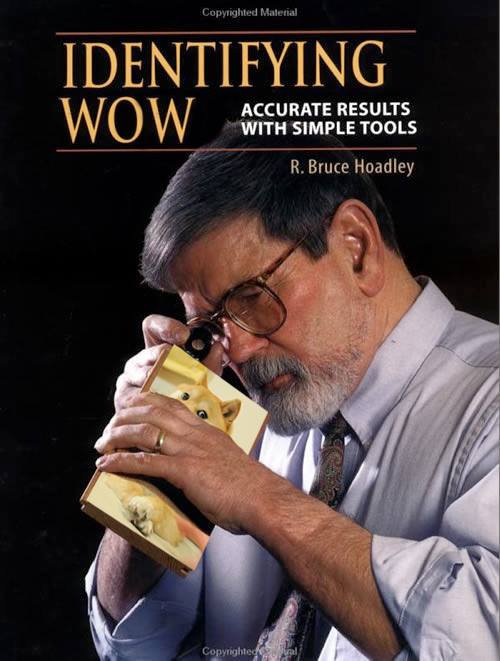 Copyrighted Material
IDENTIFYING
WOW
ACCURATE RESULTS
WITH SIMPLE TOOLS
R. Bruce Hoadley
Copyrighted Material